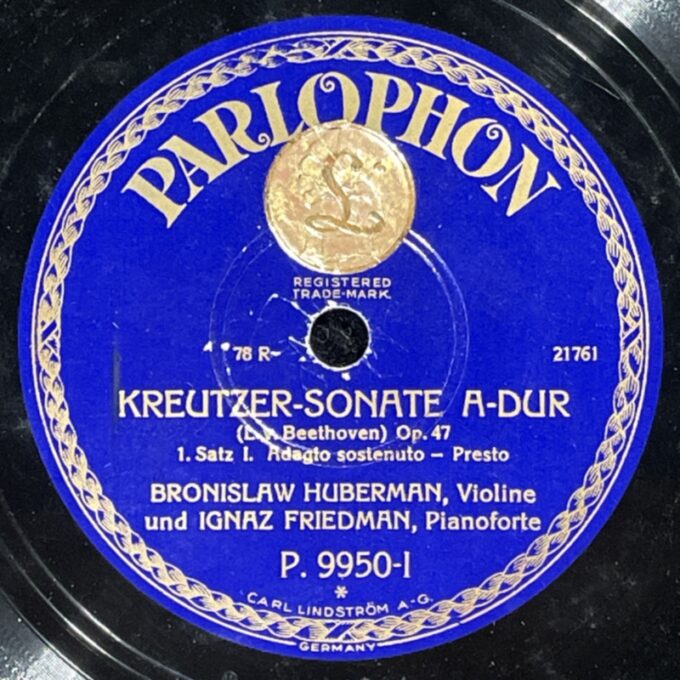 PARLOPHON
£
REGISTERED
TRADE-MARK.
78 R-
21761
KREUTZER-SONATE A-DUR
(L. v. Beethoven) Op. 47
1. Satz I. Adagio sostenuto – Presto
BRONISLAW HUBERMAN, Violine
und IGNAZ FRIEDMAN, Pianoforte
P. 9950-I
*
CARL LINDSTRÖM A-G.
GERMANY